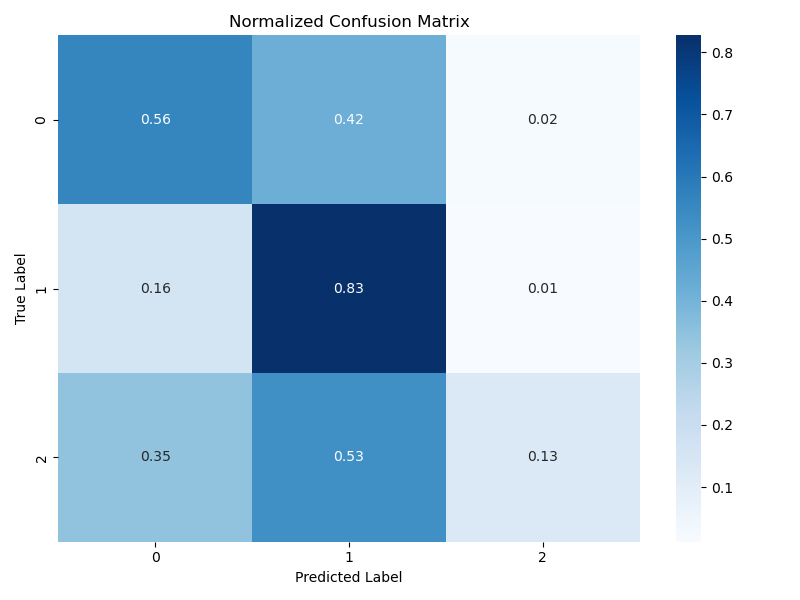 Normalized Confusion Matrix
True Label
0
0.56 0.42 0.02
1
0.16 0.83 0.01
2
0.35 0.53 0.13
0 1 2
Predicted Label
0.8
0.7
0.6
0.5
0.4
0.3
0.2
0.1